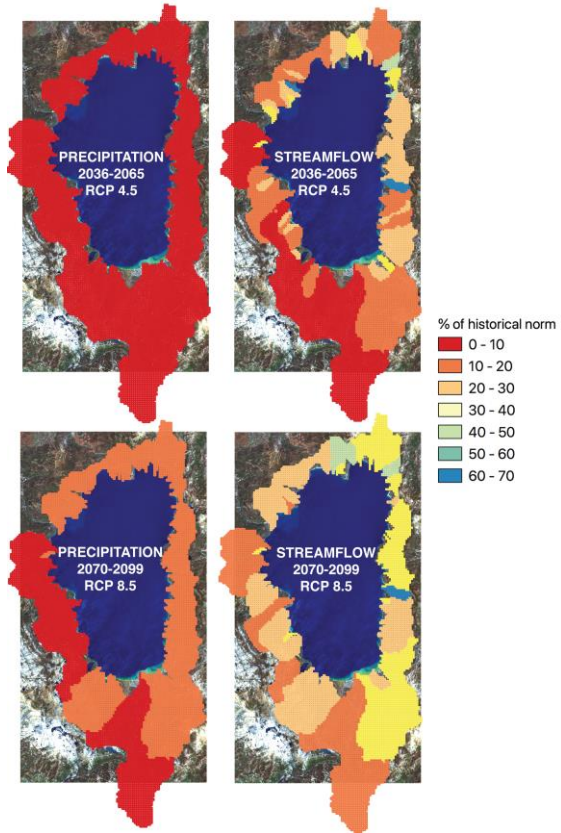 PRECIPITATION
2036-2065
RCP 4.5
STREAMFLOW
2036-2065
RCP 4.5
% of historical norm
0 - 10
10 - 20
20 - 30
30 - 40
40 - 50
50 - 60
60 - 70
PRECIPITATION
2070-2099
RCP 8.5
STREAMFLOW
2070-2099
RCP 8.5